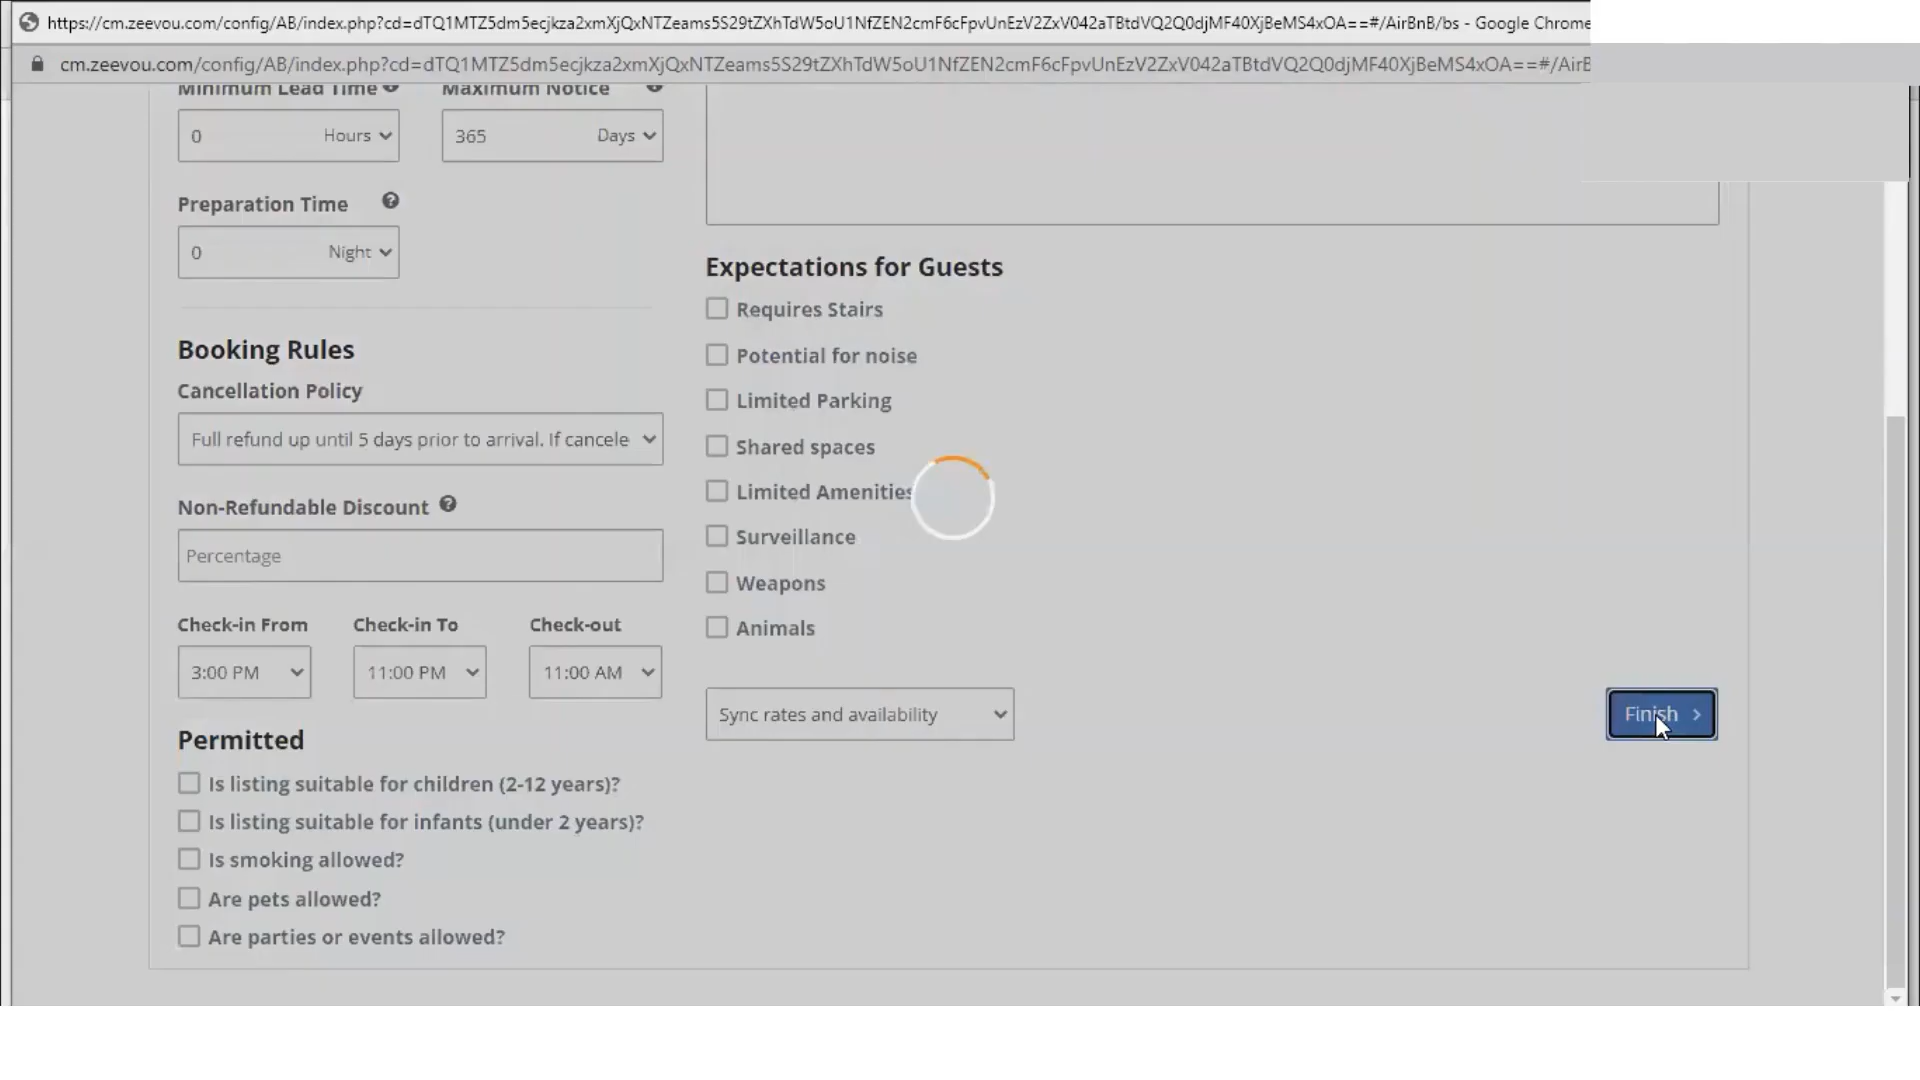 https://cm.zeevou.com/config/AB/index.php?cd=dTQ1MTZ5dm5ecjkza2xmXjQxNTZeams5S29tZXhTdW5oU1NfZEN2cmF6cFpvUnEzV2ZxV042aTBtdVQ2Q0djMF40XjBeMS4xOA==#/AirBnB/bs - Google Chrome
cm.zeevou.com/config/AB/index.php?cd=dTQ1MTZ5dm5ecjkza2xmXjQxNTZeams5S29tZXhTdW5oU1NfZEN2cmF6cFpvUnEzV2ZxV042aTBtdVQ2Q0djMF40XjBeMS4xOA==#/AirB
Minimum Lead Time Maximum Notice
0 Hours 365 Days
Preparation Time
0 Night
Booking Rules
Cancellation Policy
Full refund up until 5 days prior to arrival. If cancele
Non-Refundable Discount
Percentage
Check-in From Check-in To Check-out
3:00 PM 11:00 PM 11:00 AM
Permitted
Is listing suitable for children (2-12 years)?
Is listing suitable for infants (under 2 years)?
Is smoking allowed?
Are pets allowed?
Are parties or events allowed?
Expectations for Guests
Requires Stairs
Potential for noise
Limited Parking
Shared spaces
Limited Amenities
Surveillance
Weapons
Animals
Sync rates and availability
Finish >